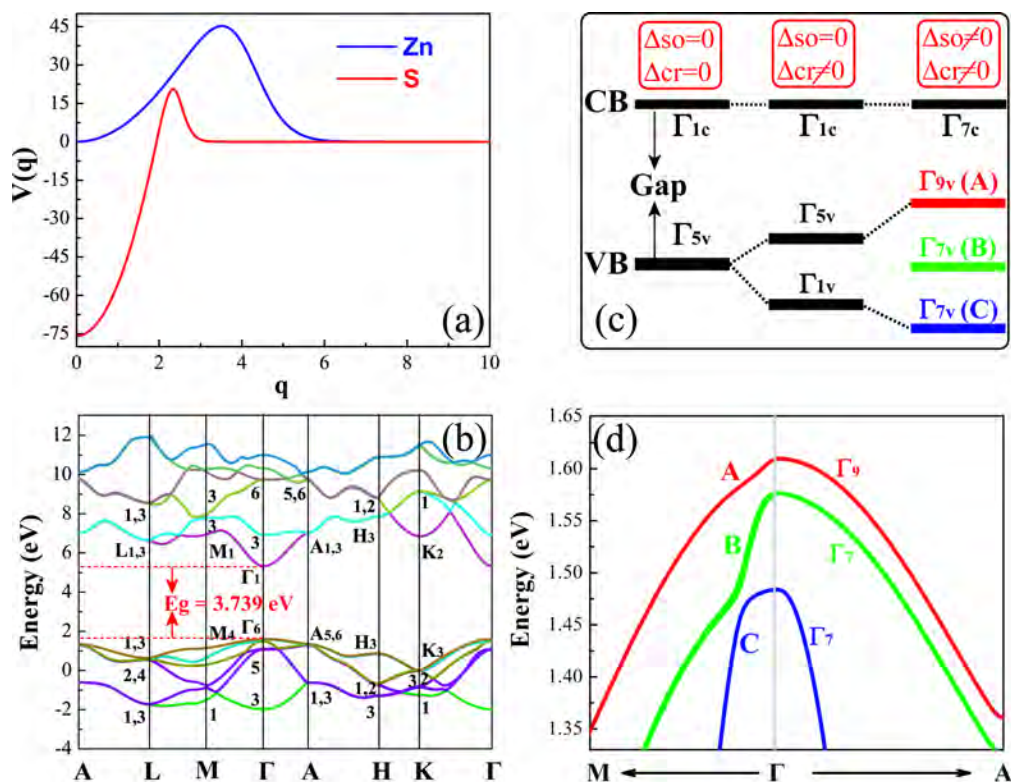 45
30
15
0
-15
-30
-45
-60
-75
V(q)
Zn
S
(a)
0 2 4 6 8 10
q
Δso=0 Δso=0 Δso≠0
Δcr=0 Δcr≠0 Δcr≠0
CB
Γ1c Γ1c Γ7c
Gap
Γ9v (A)
Γ5v Γ5v
VB
Γ7v (B)
Γ1v
(c)
Γ7v (C)
12
10
8
6
4
2
0
-2
-4
Energy (eV)
(b)
3 6 5,6 1,2 1
1,3
3
L1,3 M1 3 A1,3 H3 K2
Γ1
Eg = 3.739 eV
M4 Γ6
1,3 A5,6 H3 K3
2,4 5
1,2 3 2
1,3 1 3 1,3 3 1
A L M Γ A H K Γ
1.65
1.60
1.55
1.50
1.45
1.40
1.35
Energy (eV)
(d)
A Γ9
B Γ7
C Γ7
M Γ A